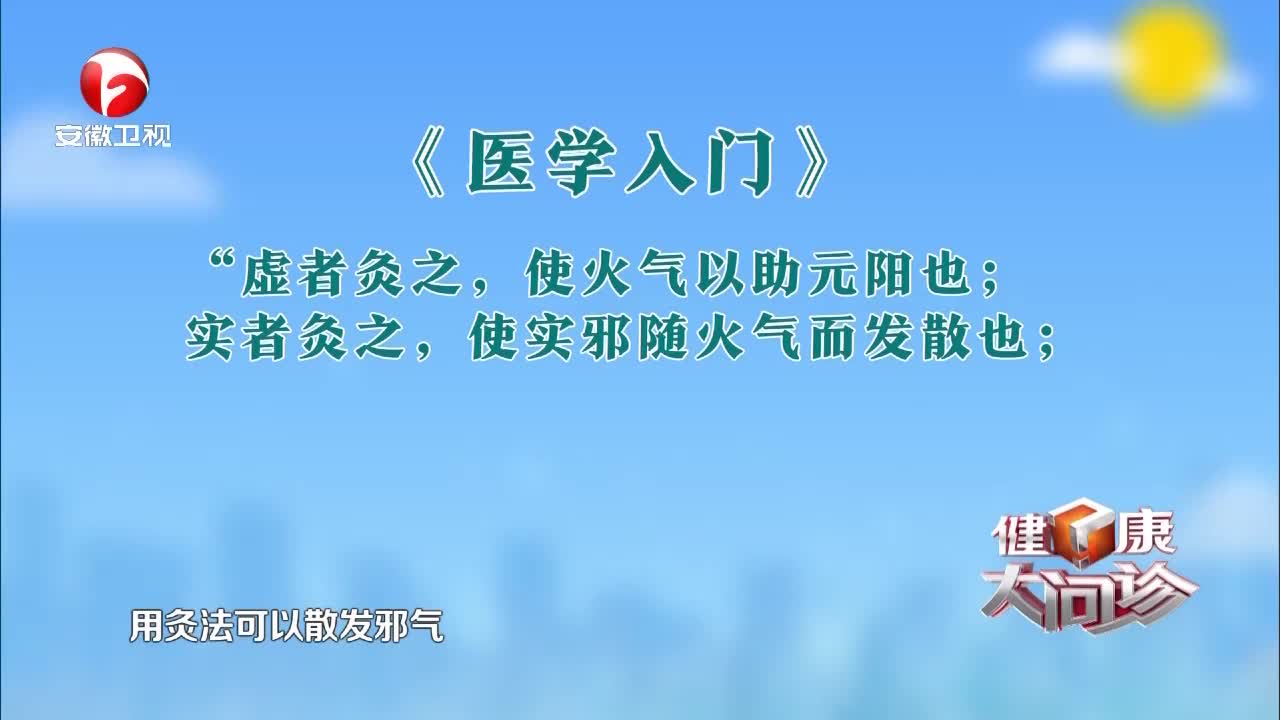 安徽卫视
《医学入门》
“虚者灸之，使火气以助元阳也；
实者灸之，使实邪随火气而发散也；
健康
大问诊
用灸法可以散发邪气